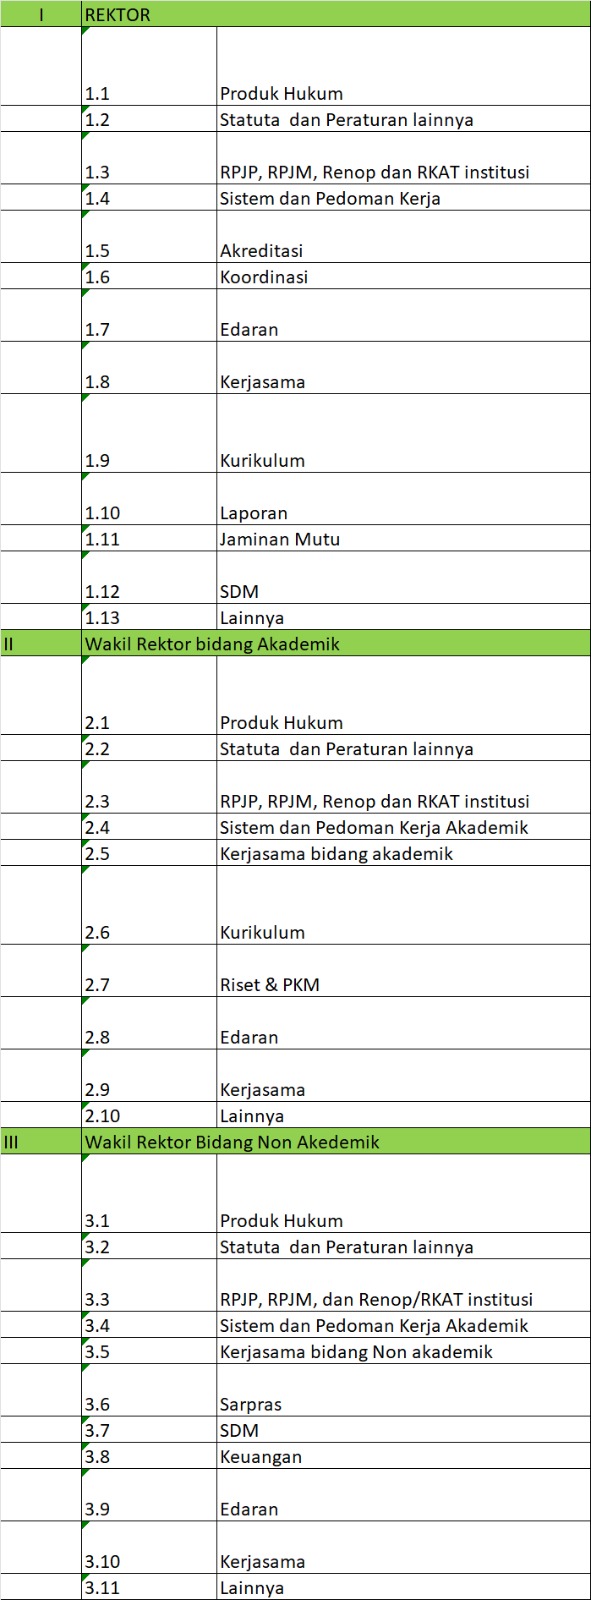 I REKTOR
1.1 Produk Hukum
1.2 Statuta  dan Peraturan lainnya
1.3 RPJP, RPJM, Renop dan RKAT institusi
1.4 Sistem dan Pedoman Kerja
1.5 Akreditasi
1.6 Koordinasi
1.7 Edaran
1.8 Kerjasama
1.9 Kurikulum
1.10 Laporan
1.11 Jaminan Mutu
1.12 SDM
1.13 Lainnya
II Wakil Rektor bidang Akademik
2.1 Produk Hukum
2.2 Statuta  dan Peraturan lainnya
2.3 RPJP, RPJM, Renop dan RKAT institusi
2.4 Sistem dan Pedoman Kerja Akademik
2.5 Kerjasama bidang akademik
2.6 Kurikulum
2.7 Riset & PKM
2.8 Edaran
2.9 Kerjasama
2.10 Lainnya
III Wakil Rektor Bidang Non Akedemik
3.1 Produk Hukum
3.2 Statuta  dan Peraturan lainnya
3.3 RPJP, RPJM, dan Renop/RKAT institusi
3.4 Sistem dan Pedoman Kerja Akademik
3.5 Kerjasama bidang Non akademik
3.6 Sarpras
3.7 SDM
3.8 Keuangan
3.9 Edaran
3.10 Kerjasama
3.11 Lainnya